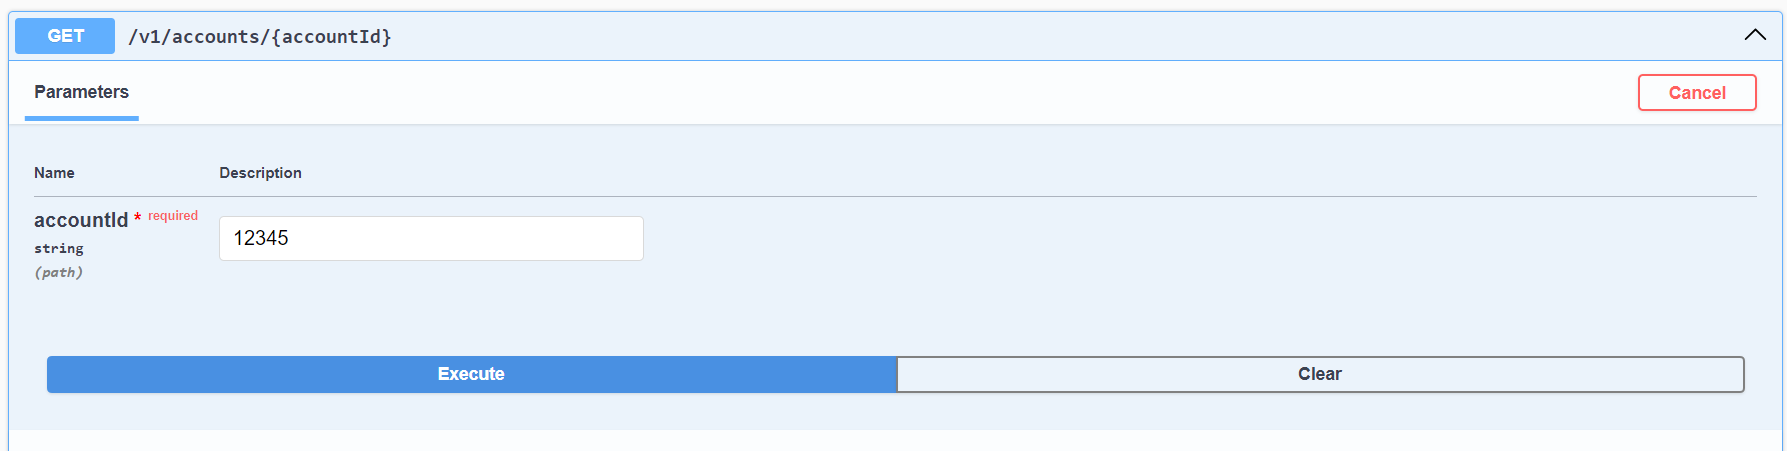 GET /v1/accounts/{accountId}
Parameters Cancel
Name Description
accountId * required
string
(path)
12345
Execute Clear